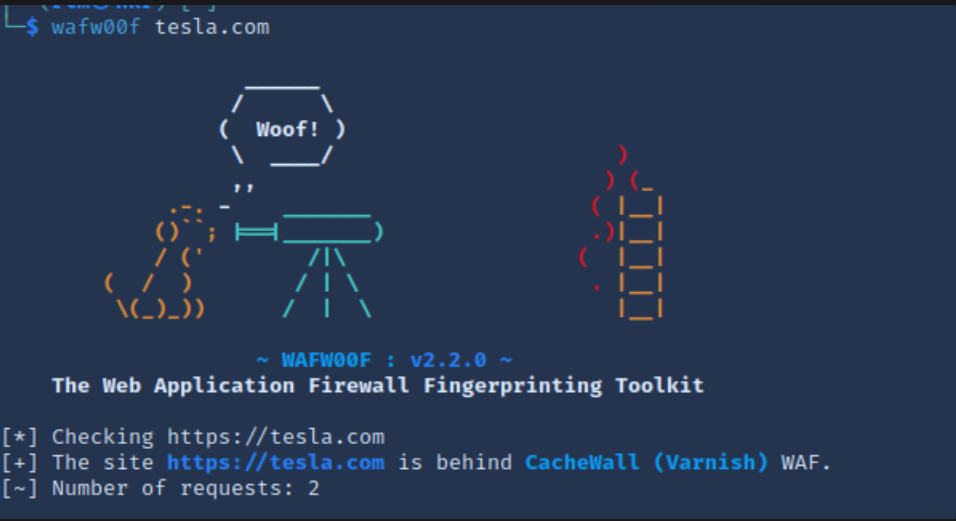 $ wafw00f tesla.com
Woof!
~ WAFW00F : v2.2.0 ~
The Web Application Firewall Fingerprinting Toolkit
[*] Checking https://tesla.com
[+] The site https://tesla.com is behind CacheWall (Varnish) WAF.
[~] Number of requests: 2